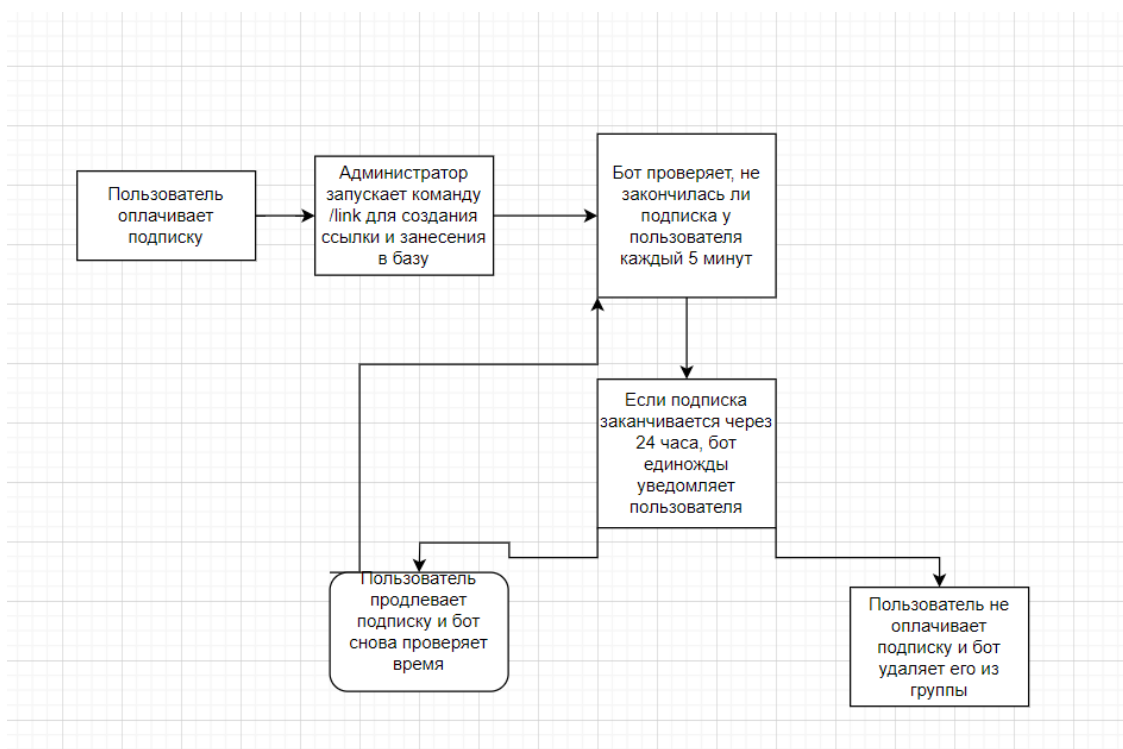 Пользователь
оплачивает
подписку
Администратор
запускает команду
/link для создания
ссылки и занесения
в базу
Бот проверяет, не
закончилась ли
подписка у
пользователя
каждый 5 минут
Если подписка
заканчивается через
24 часа, бот
единожды
уведомляет
пользователя
Пользователь
продлевает
подписку и бот
снова проверяет
время
Пользователь не
оплачивает
подписку и бот
удаляет его из
группы